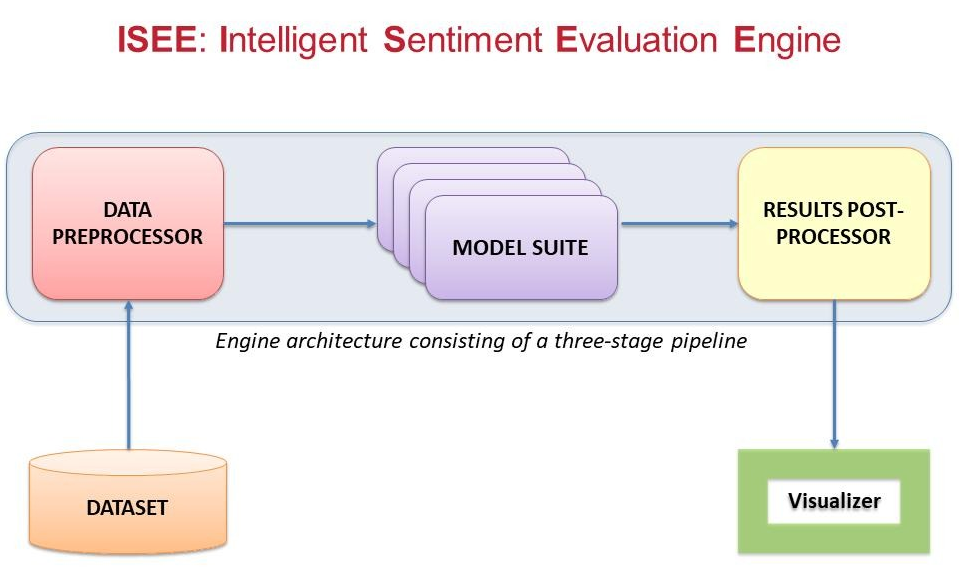 ISEE: Intelligent Sentiment Evaluation Engine
DATA
PREPROCESSOR
MODEL SUITE
RESULTS POST-
PROCESSOR
Engine architecture consisting of a three-stage pipeline
DATASET
Visualizer